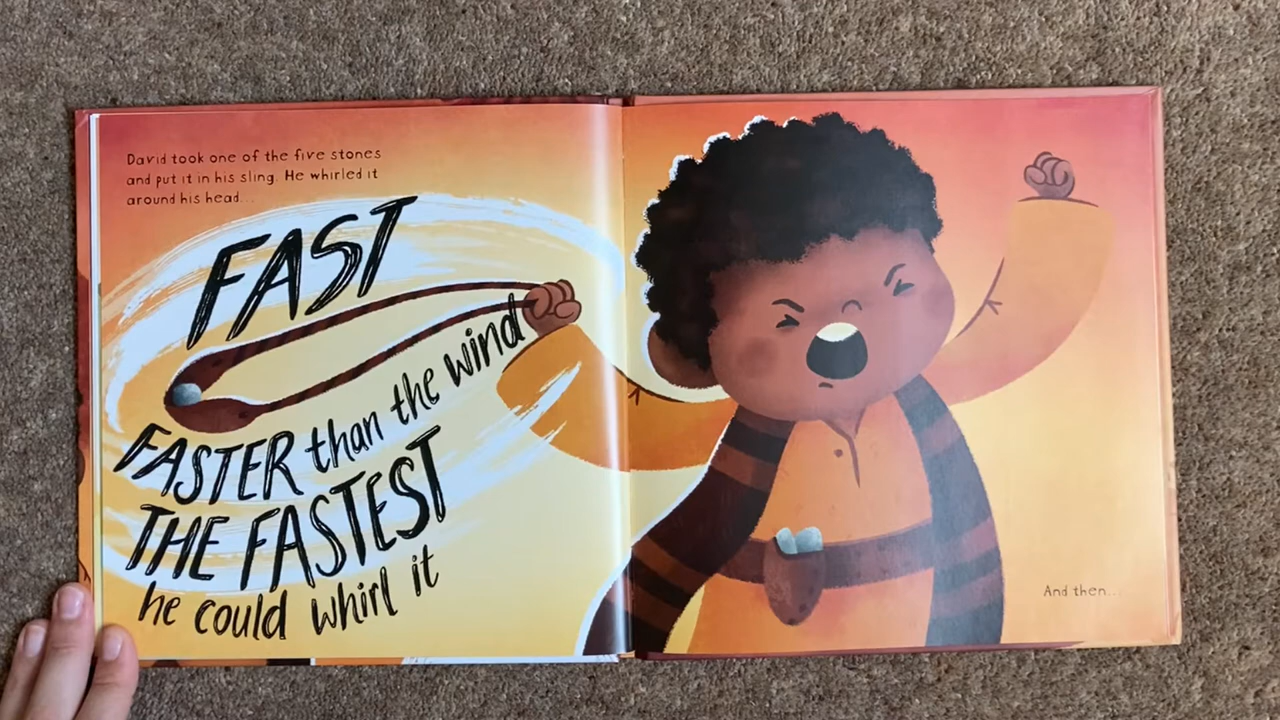 David took one of the five stones
and put it in his sling. He whirled it
around his head...
FAST
FASTER than the wind
THE FASTEST
he could whirl it
And then...